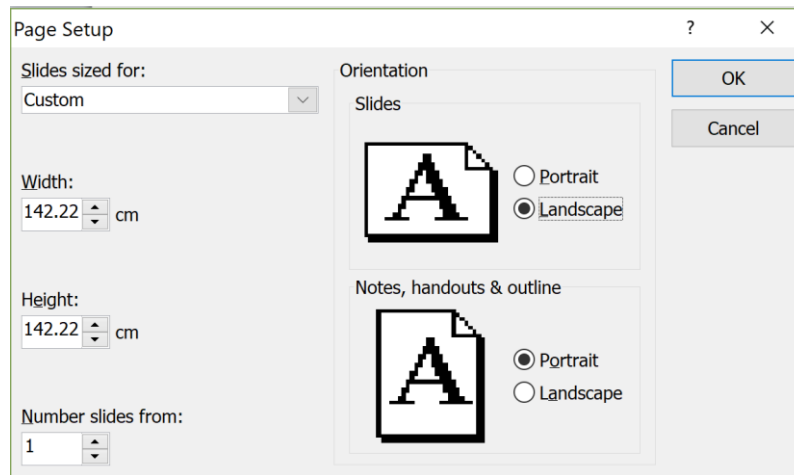 Page Setup
?
Slides sized for:
Custom
Width:
142.22 cm
Height:
142.22 cm
Number slides from:
1
Orientation
Slides
A
Portrait
Landscape
Notes, handouts & outline
A
Portrait
Landscape
OK
Cancel